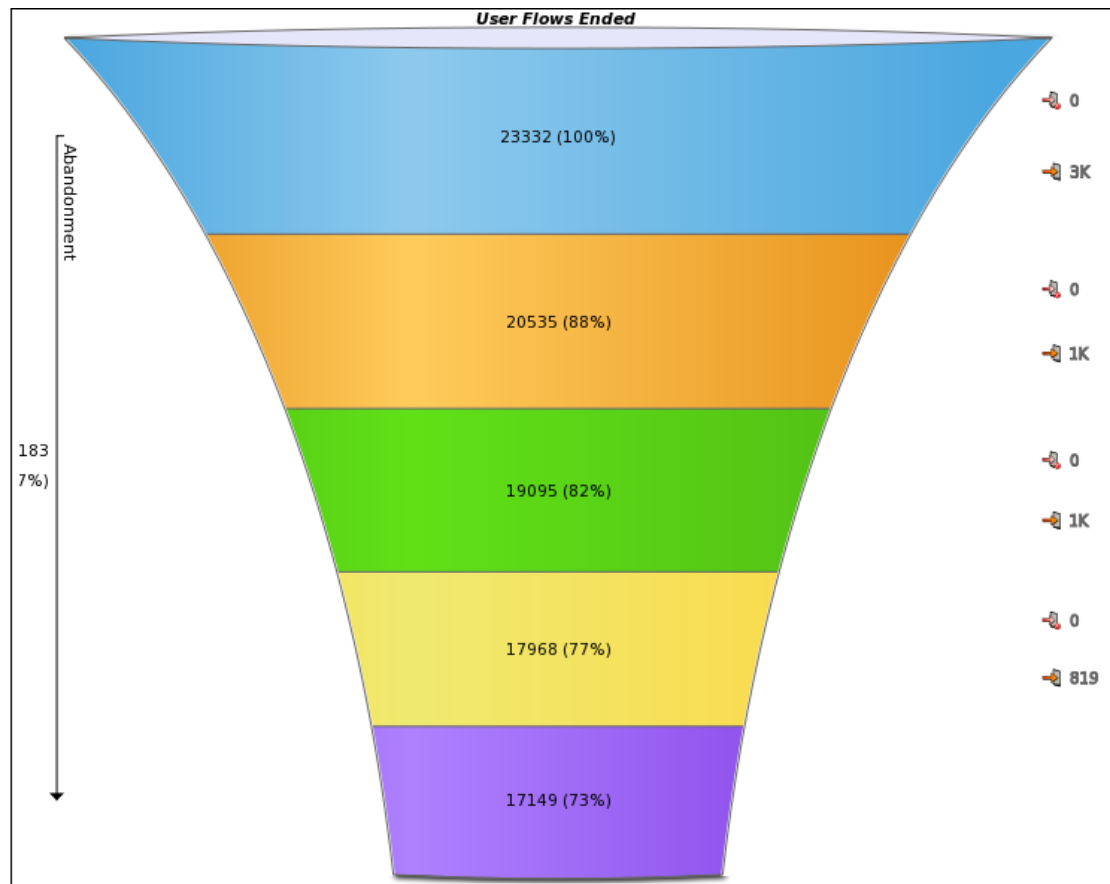 User Flows Ended
0
23332 (100%)
Abandonment
3K
0
20535 (88%)
1K
183
7%)
0
19095 (82%)
1K
0
17968 (77%)
819
17149 (73%)